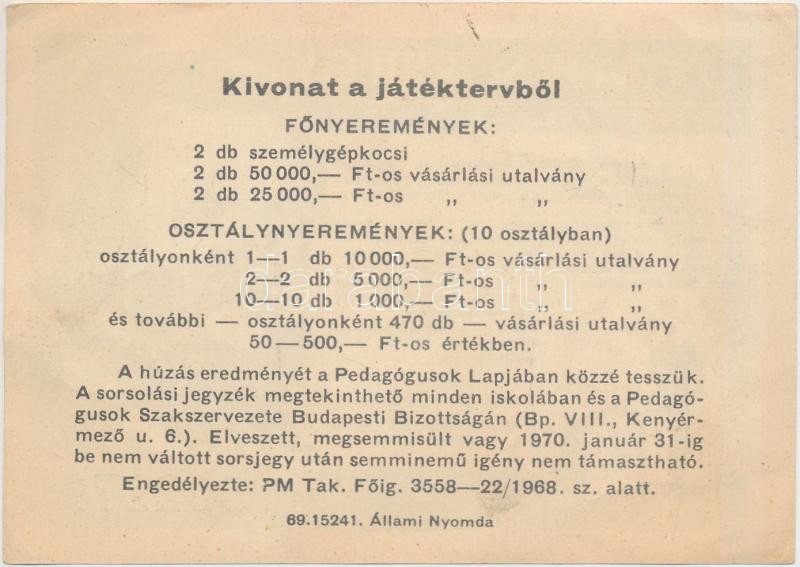 Kivonat a játéktervből
FŐNYEREMÉNYEK:
2 db személygépkocsi
2 db 50 000,— Ft-os vásárlási utalvány
2 db 25 000,— Ft-os „ „
OSZTÁLYNYEREMÉNYEK: (10 osztályban)
osztályonként 1—1 db 10 000,— Ft-os vásárlási utalvány
2—2 db 5 000,— Ft-os „ „
10—10 db 1 000,— Ft-os „ „
és további — osztályonként 470 db — vásárlási utalvány
50—500,— Ft-os értékben.
A húzás eredményét a Pedagógusok Lapjában közzé tesszük.
A sorsolási jegyzék megtekinthető minden iskolában és a Pedagó-
gusok Szakszervezete Budapesti Bizottságán (Bp. VIII., Kenyér-
mező u. 6.). Elveszett, megsemmisült vagy 1970. január 31-ig
be nem váltott sorsjegy után semminemű igény nem támasztható.
Engedélyezte: PM Tak. Főig. 3558—22/1968. sz. alatt.
69.15241. Állami Nyomda
darabanth